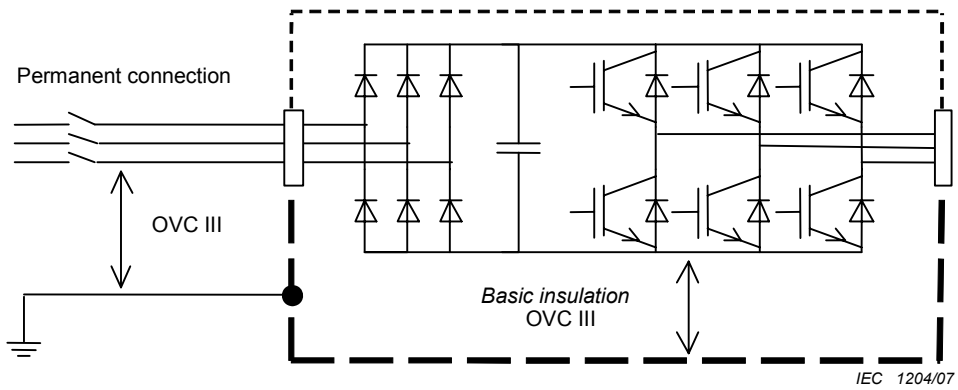 Permanent connection
OVC III
Basic insulation
OVC III
IEC 1204/07